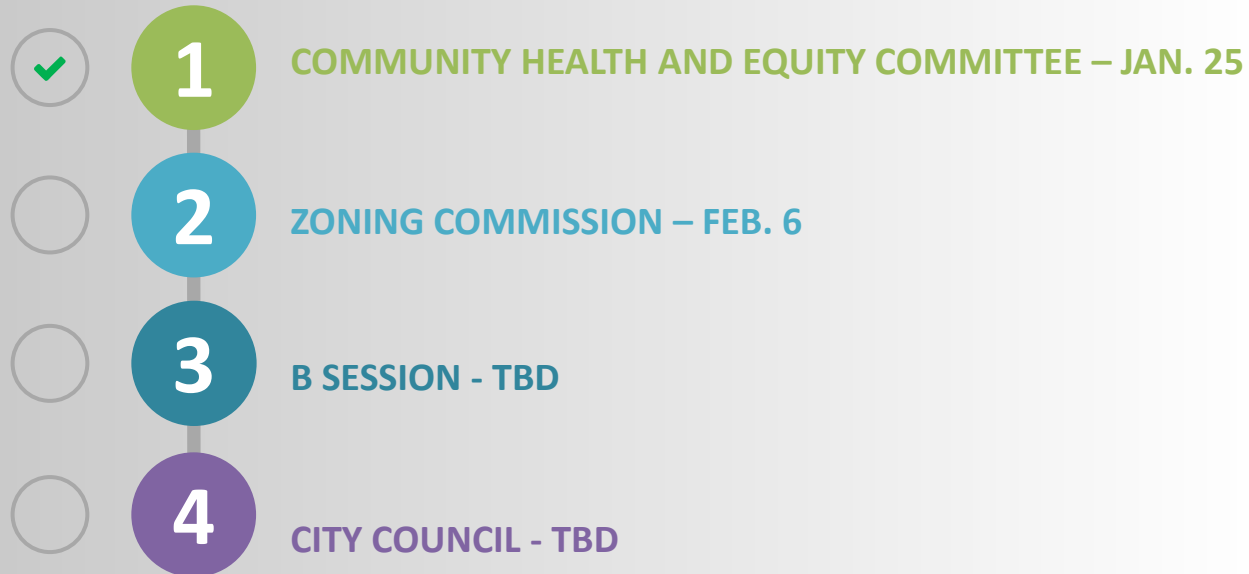 1
COMMUNITY HEALTH AND EQUITY COMMITTEE – JAN. 25
2
ZONING COMMISSION – FEB. 6
3
B SESSION - TBD
4
CITY COUNCIL - TBD